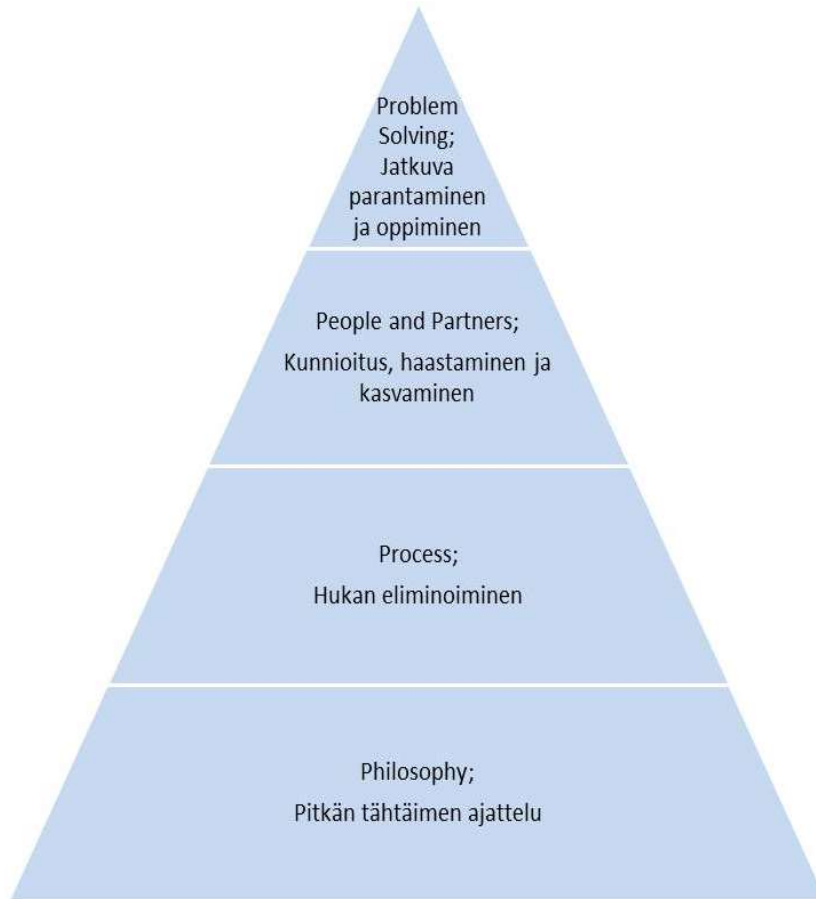 Problem
Solving;
Jatkuva
parantaminen
ja oppiminen
People and Partners;
Kunnioitus, haastaminen ja
kasvaminen
Process;
Hukan eliminoiminen
Philosophy;
Pitkän tähtäimen ajattelu